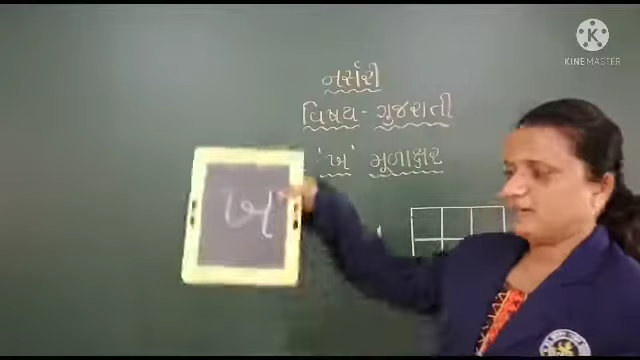 નર્સરી
વિષય - ગુજરાતી
'ખ' મૂળાક્ષર
ખ
KINEMASTER